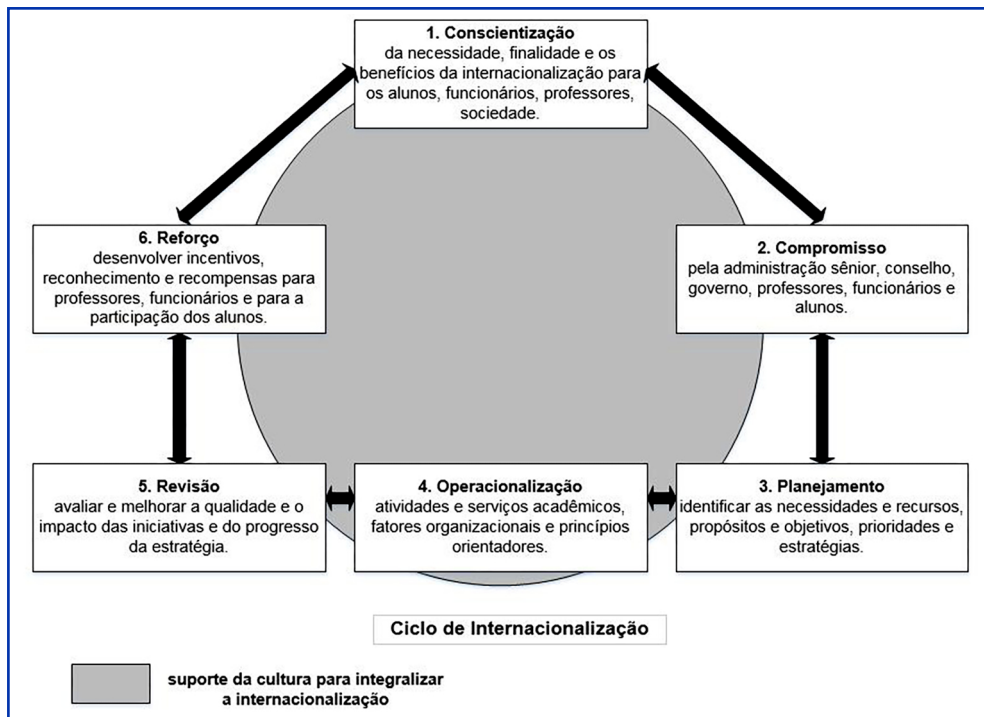 1. Conscientização
da necessidade, finalidade e os
benefícios da internacionalização para
os alunos, funcionários, professores,
sociedade.
6. Reforço
desenvolver incentivos,
reconhecimento e recompensas para
professores, funcionários e para a
participação dos alunos.
2. Compromisso
pela administração sênior, conselho,
governo, professores, funcionários e
alunos.
5. Revisão
avaliar e melhorar a qualidade e o
impacto das iniciativas e do progresso
da estratégia.
4. Operacionalização
atividades e serviços acadêmicos,
fatores organizacionais e princípios
orientadores.
3. Planejamento
identificar as necessidades e recursos,
propósitos e objetivos, prioridades e
estratégias.
Ciclo de Internacionalização
suporte da cultura para integralizar
a internacionalização